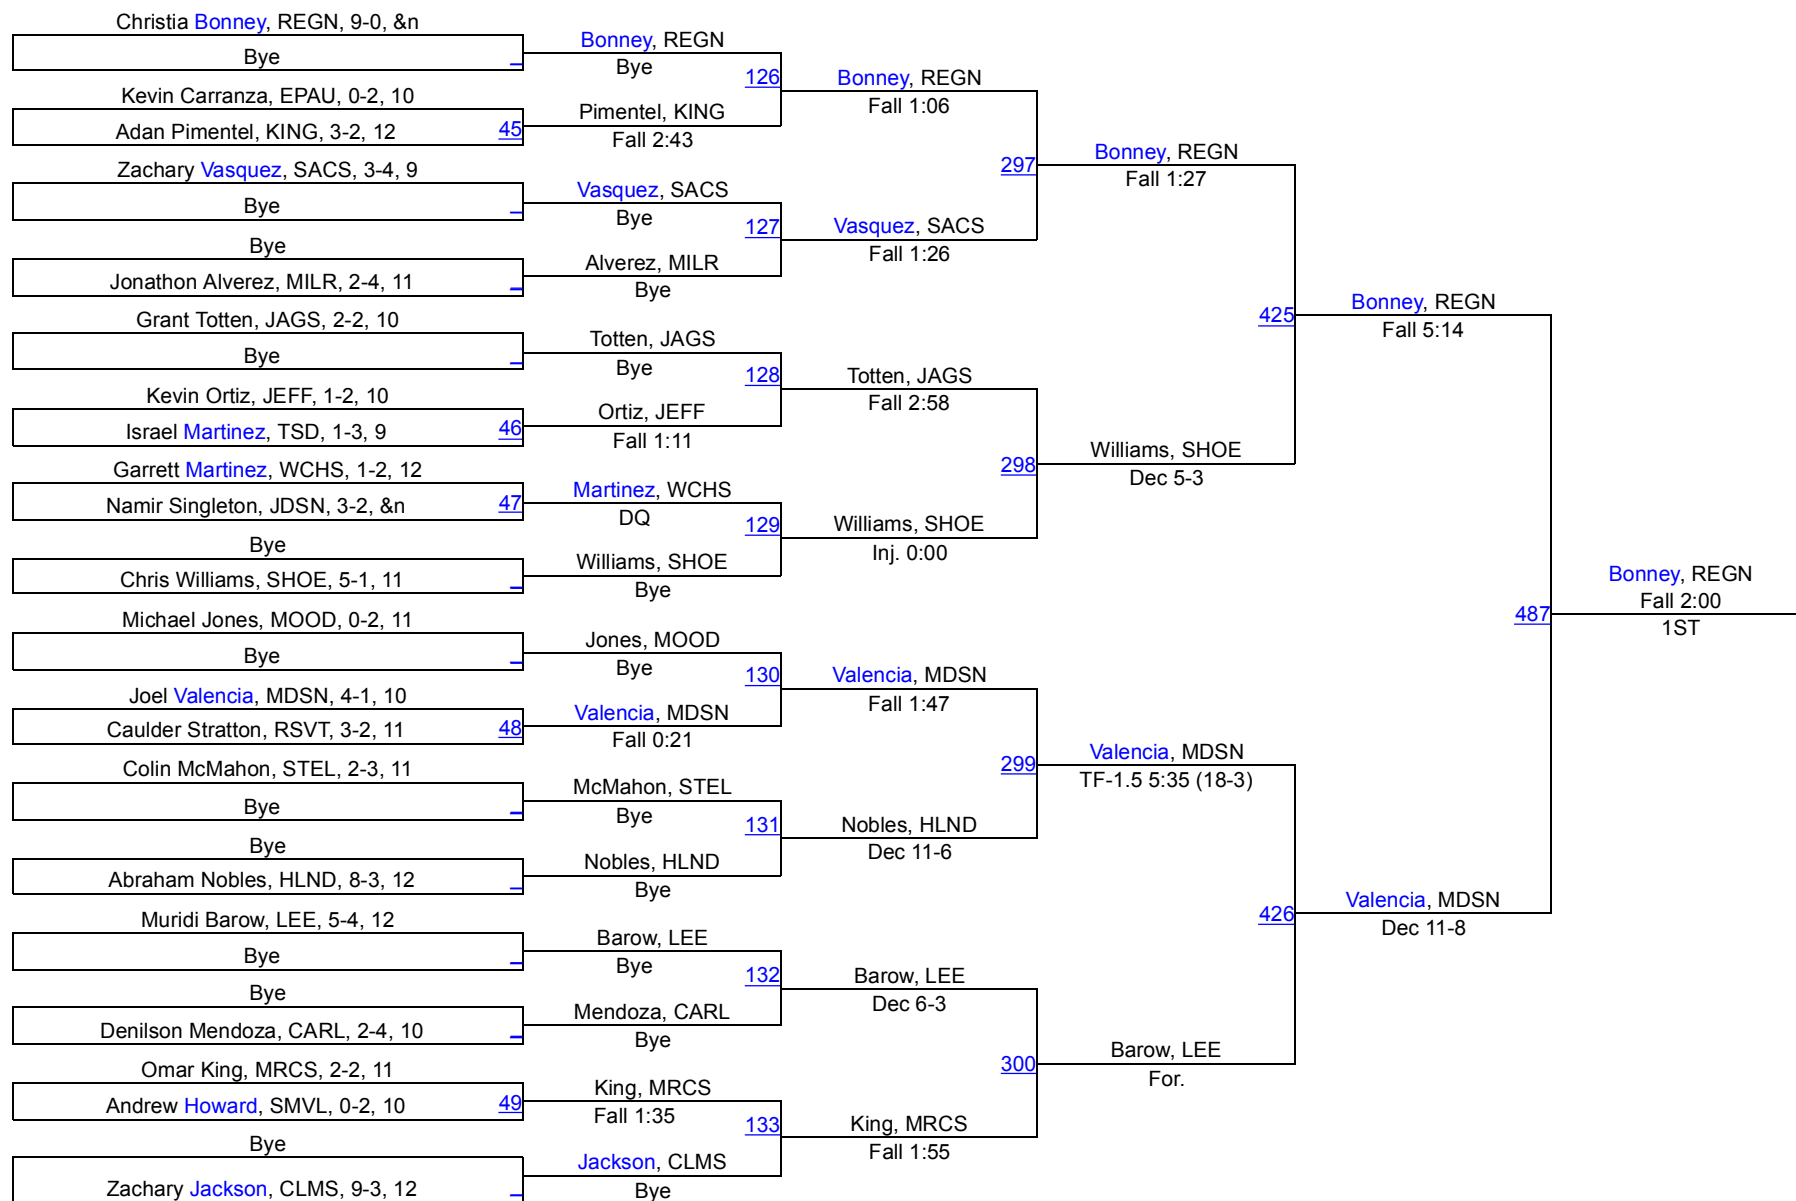 Christia Bonney, REGN, 9-0, &n
Bye
Kevin Carranza, EPAU, 0-2, 10
Adan Pimentel, KING, 3-2, 12
45
Zachary Vasquez, SACS, 3-4, 9
Bye
Bye
Jonathon Alverez, MILR, 2-4, 11
Grant Totten, JAGS, 2-2, 10
Bye
Kevin Ortiz, JEFF, 1-2, 10
Israel Martinez, TSD, 1-3, 9
46
Garrett Martinez, WCHS, 1-2, 12
Namir Singleton, JDSN, 3-2, &n
47
Bye
Chris Williams, SHOE, 5-1, 11
Michael Jones, MOOD, 0-2, 11
Bye
Joel Valencia, MDSN, 4-1, 10
Caulder Stratton, RSVT, 3-2, 11
48
Colin McMahon, STEL, 2-3, 11
Bye
Bye
Abraham Nobles, HLND, 8-3, 12
Muridi Barow, LEE, 5-4, 12
Bye
Bye
Denilson Mendoza, CARL, 2-4, 10
Omar King, MRCS, 2-2, 11
Andrew Howard, SMVL, 0-2, 10
49
Bye
Zachary Jackson, CLMS, 9-3, 12
Bonney, REGN
Bye
126
Pimentel, KING
Fall 2:43
Vasquez, SACS
Bye
127
Alverez, MILR
Bye
Totten, JAGS
Bye
128
Ortiz, JEFF
Fall 1:11
Martinez, WCHS
DQ
129
Williams, SHOE
Bye
Jones, MOOD
Bye
130
Valencia, MDSN
Fall 0:21
McMahon, STEL
Bye
131
Nobles, HLND
Bye
Barow, LEE
Bye
132
Mendoza, CARL
Bye
King, MRCS
Fall 1:35
133
Jackson, CLMS
Bye
Bonney, REGN
Fall 1:06
297
Vasquez, SACS
Fall 1:26
Totten, JAGS
Fall 2:58
298
Williams, SHOE
Inj. 0:00
Valencia, MDSN
Fall 1:47
299
Nobles, HLND
Dec 11-6
Barow, LEE
Dec 6-3
300
King, MRCS
Fall 1:55
Bonney, REGN
Fall 1:27
425
Williams, SHOE
Dec 5-3
Valencia, MDSN
TF-1.5 5:35 (18-3)
426
Barow, LEE
For.
Bonney, REGN
Fall 5:14
487
Valencia, MDSN
Dec 11-8
Bonney, REGN
Fall 2:00
1ST